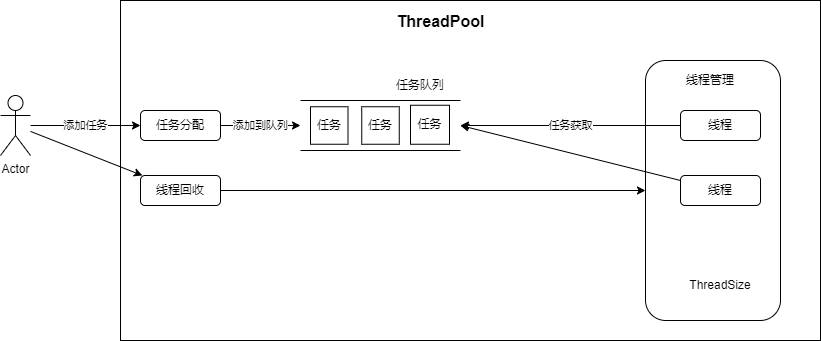 ThreadPool
任务队列
线程管理
添加任务
任务分配
添加到队列
任务
任务
任务
任务获取
线程
Actor
线程回收
线程
ThreadSize